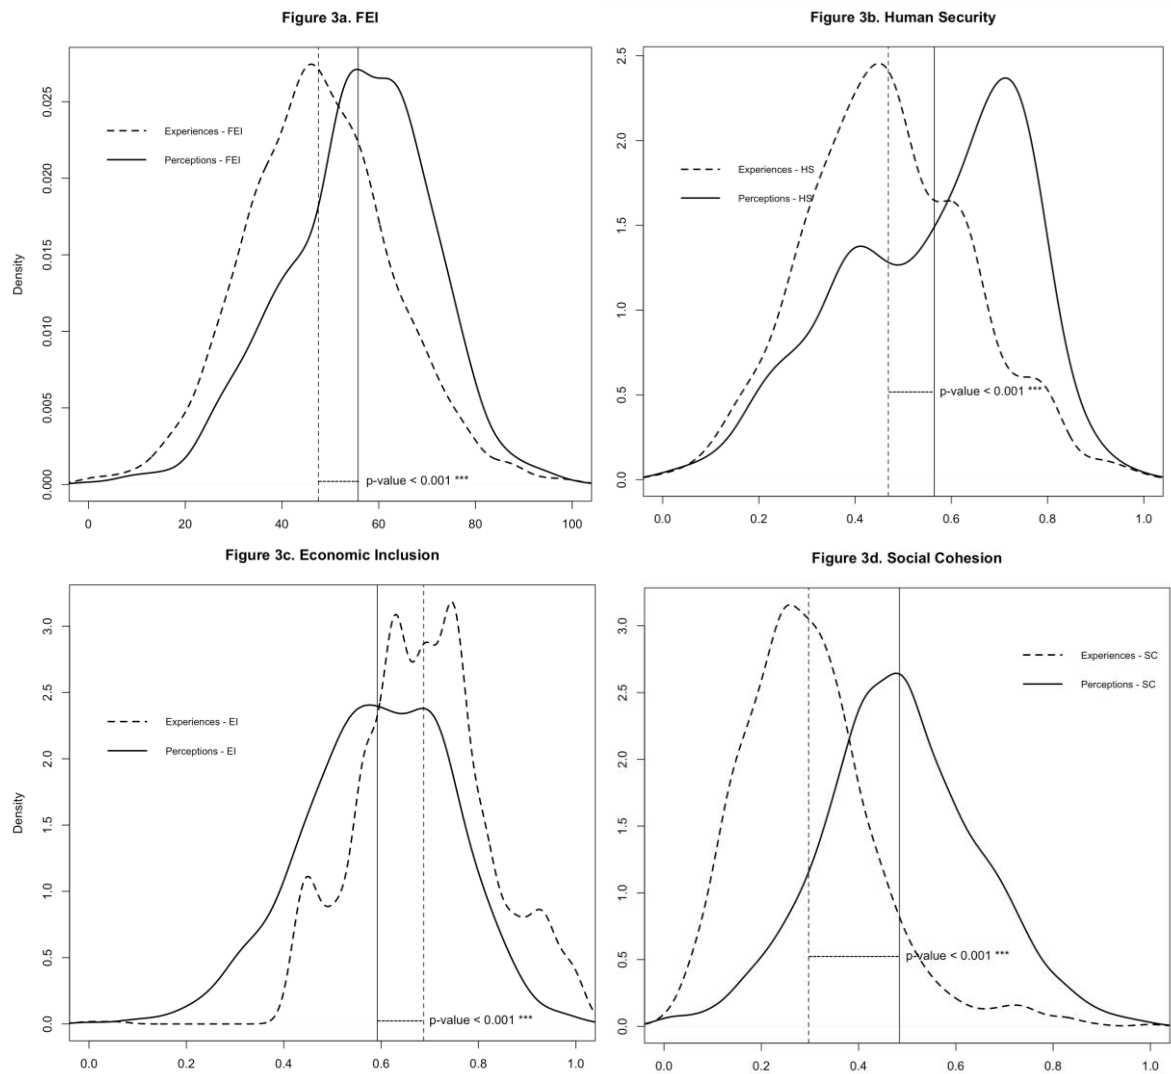 Figure 3a. FEI
Density
0.000
0.005
0.010
0.015
0.020
0.025
Experiences - FEI
Perceptions - FEI
p-value < 0.001 ***
0
20
40
60
80
100
Figure 3b. Human Security
0.0
0.5
1.0
1.5
2.0
2.5
Experiences - HS
Perceptions - HS
p-value < 0.001 ***
0.0
0.2
0.4
0.6
0.8
1.0
Figure 3c. Economic Inclusion
Density
0.0
0.5
1.0
1.5
2.0
2.5
3.0
Experiences - EI
Perceptions - EI
p-value < 0.001 ***
0.0
0.2
0.4
0.6
0.8
1.0
Figure 3d. Social Cohesion
0.0
0.5
1.0
1.5
2.0
2.5
3.0
Experiences - SC
Perceptions - SC
p-value < 0.001 ***
0.0
0.2
0.4
0.6
0.8
1.0